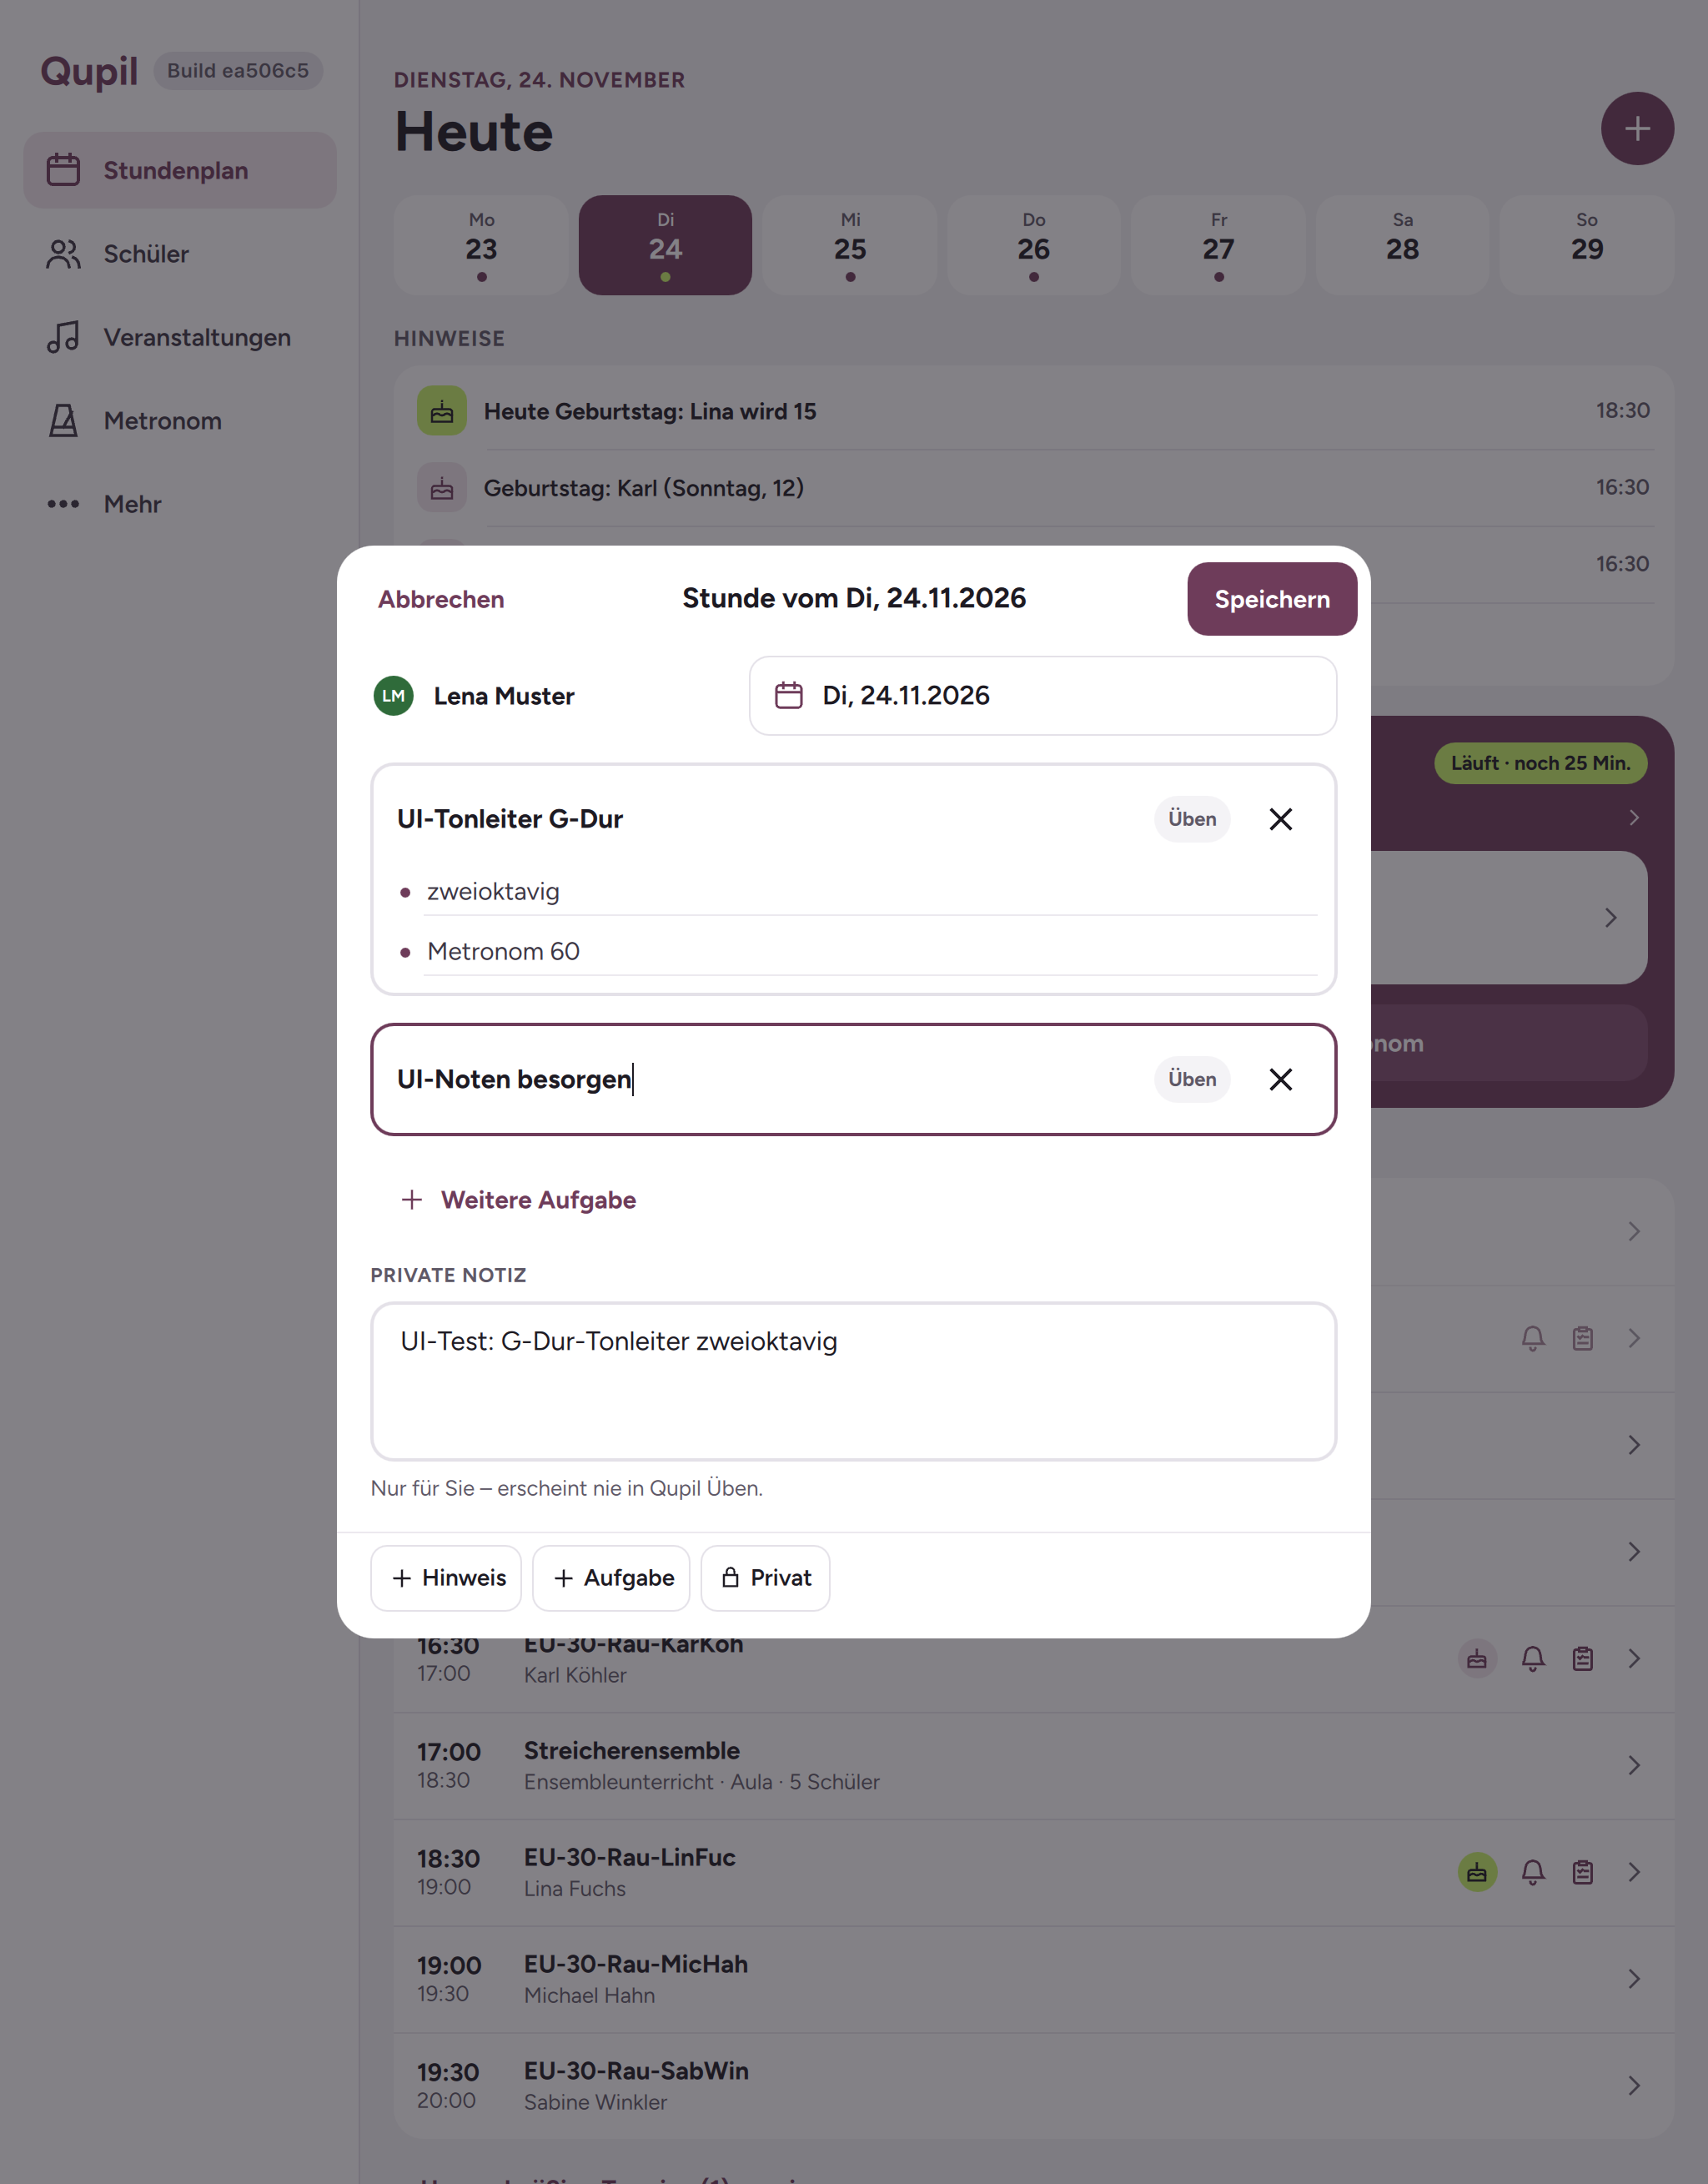 Qupil Build ea506c5
Stundenplan
Schüler
Veranstaltungen
Metronom
Mehr
DIENSTAG, 24. NOVEMBER
Heute
Mo Di Mi Do Fr Sa So
23 24 25 26 27 28 29
HINWEISE
Heute Geburtstag: Lina wird 15 18:30
Geburtstag: Karl (Sonntag, 12) 16:30
16:30
Läuft · noch 25 Min.
Abbrechen Stunde vom Di, 24.11.2026 Speichern
LM Lena Muster Di, 24.11.2026
UI-Tonleiter G-Dur Üben
zweioktavig
Metronom 60
UI-Noten besorgen Üben
Weitere Aufgabe
PRIVATE NOTIZ
UI-Test: G-Dur-Tonleiter zweioktavig
Nur für Sie – erscheint nie in Qupil Üben.
Hinweis Aufgabe Privat
16:30 EU-30-Rau-KarKoh
17:00 Karl Köhler
17:00 Streicherensemble
18:30 Ensembleunterricht · Aula · 5 Schüler
18:30 EU-30-Rau-LinFuc
19:00 Lina Fuchs
19:00 EU-30-Rau-MicHah
19:30 Michael Hahn
19:30 EU-30-Rau-SabWin
20:00 Sabine Winkler